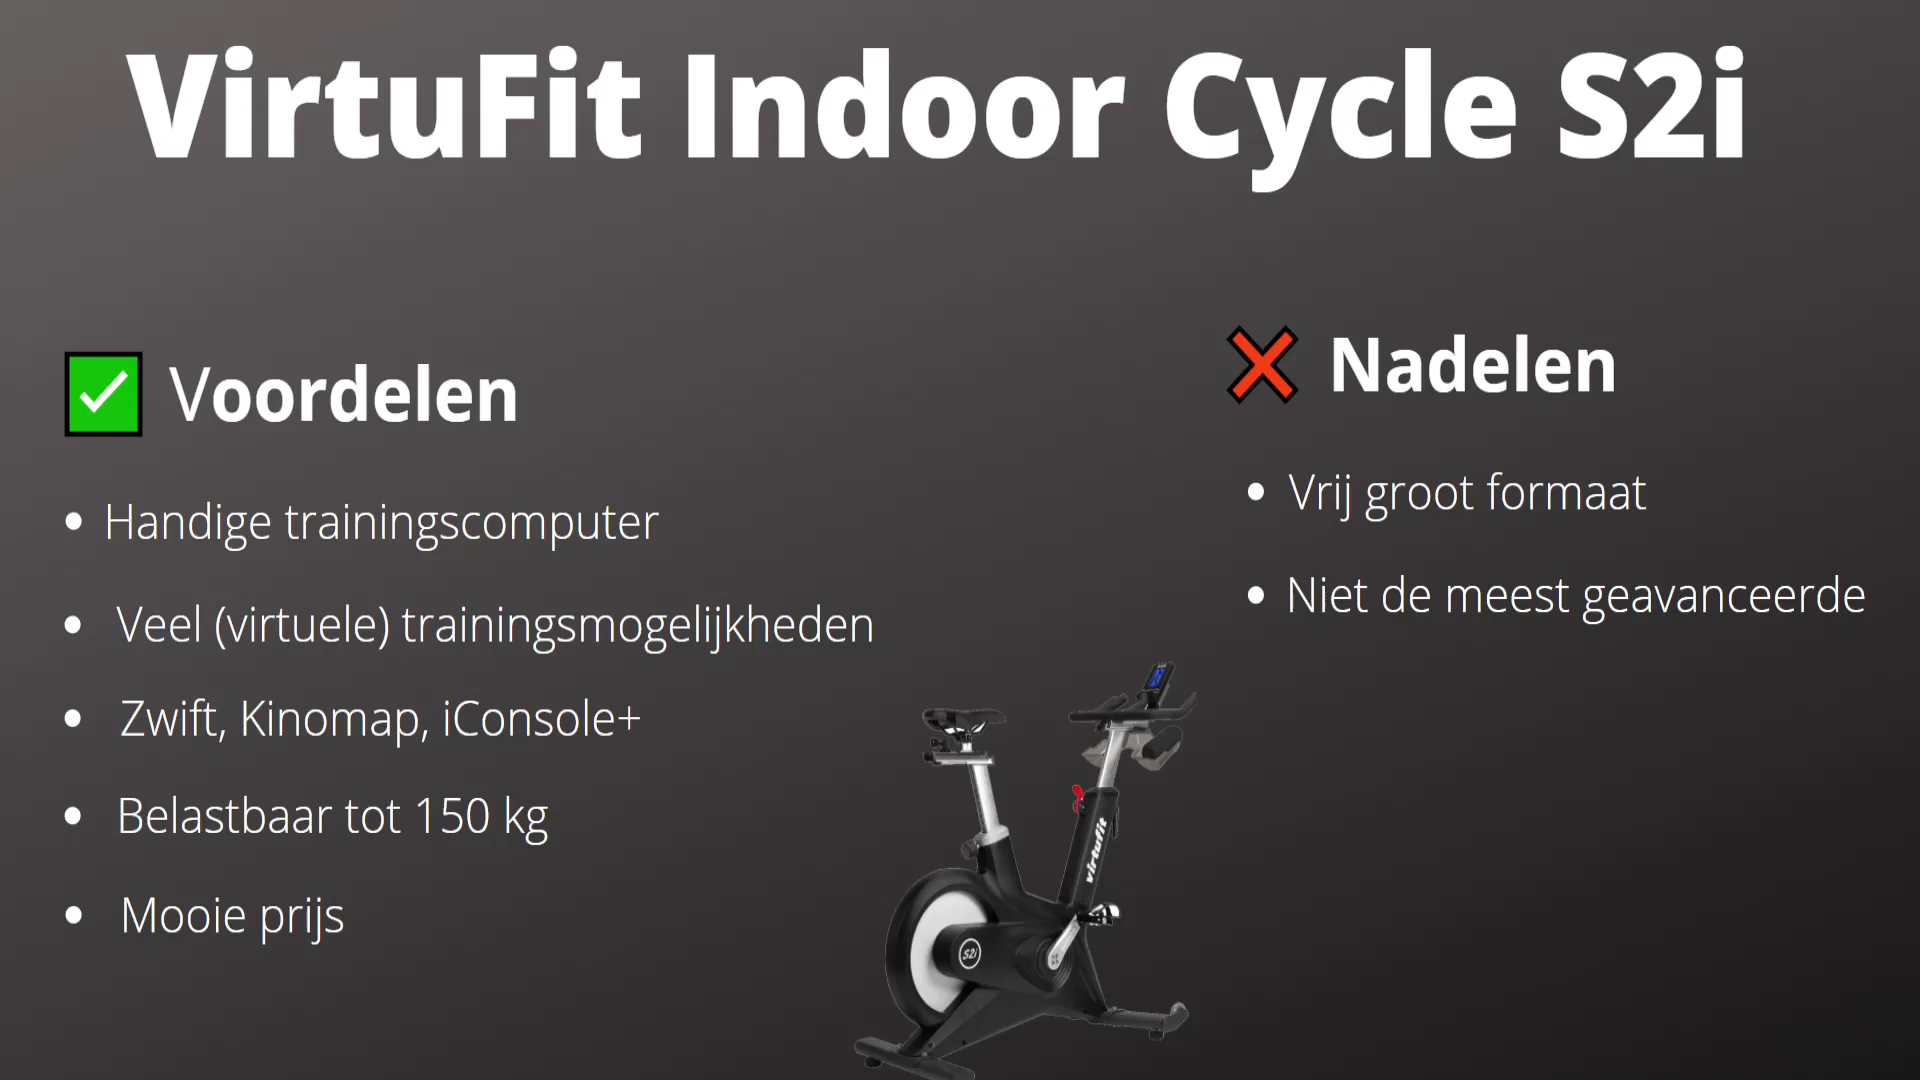 VirtuFit Indoor Cycle S2i
Voordelen
• Handige trainingscomputer
• Veel (virtuele) trainingsmogelijkheden
• Zwift, Kinomap, iConsole+
• Belastbaar tot 150 kg
• Mooie prijs
Nadelen
• Vrij groot formaat
• Niet de meest geavanceerde
virtufit
S2i